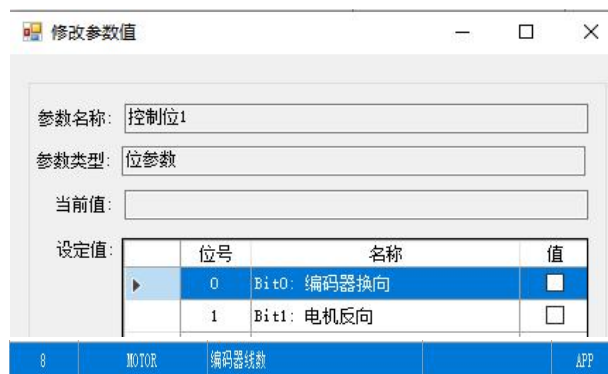 修改参数值
参数名称: 控制位1
参数类型: 位参数
当前值:
设定值:
位号 名称 值
0 Bit0: 编码器换向
1 Bit1: 电机反向
8 MOTOR 编码器线数 APP